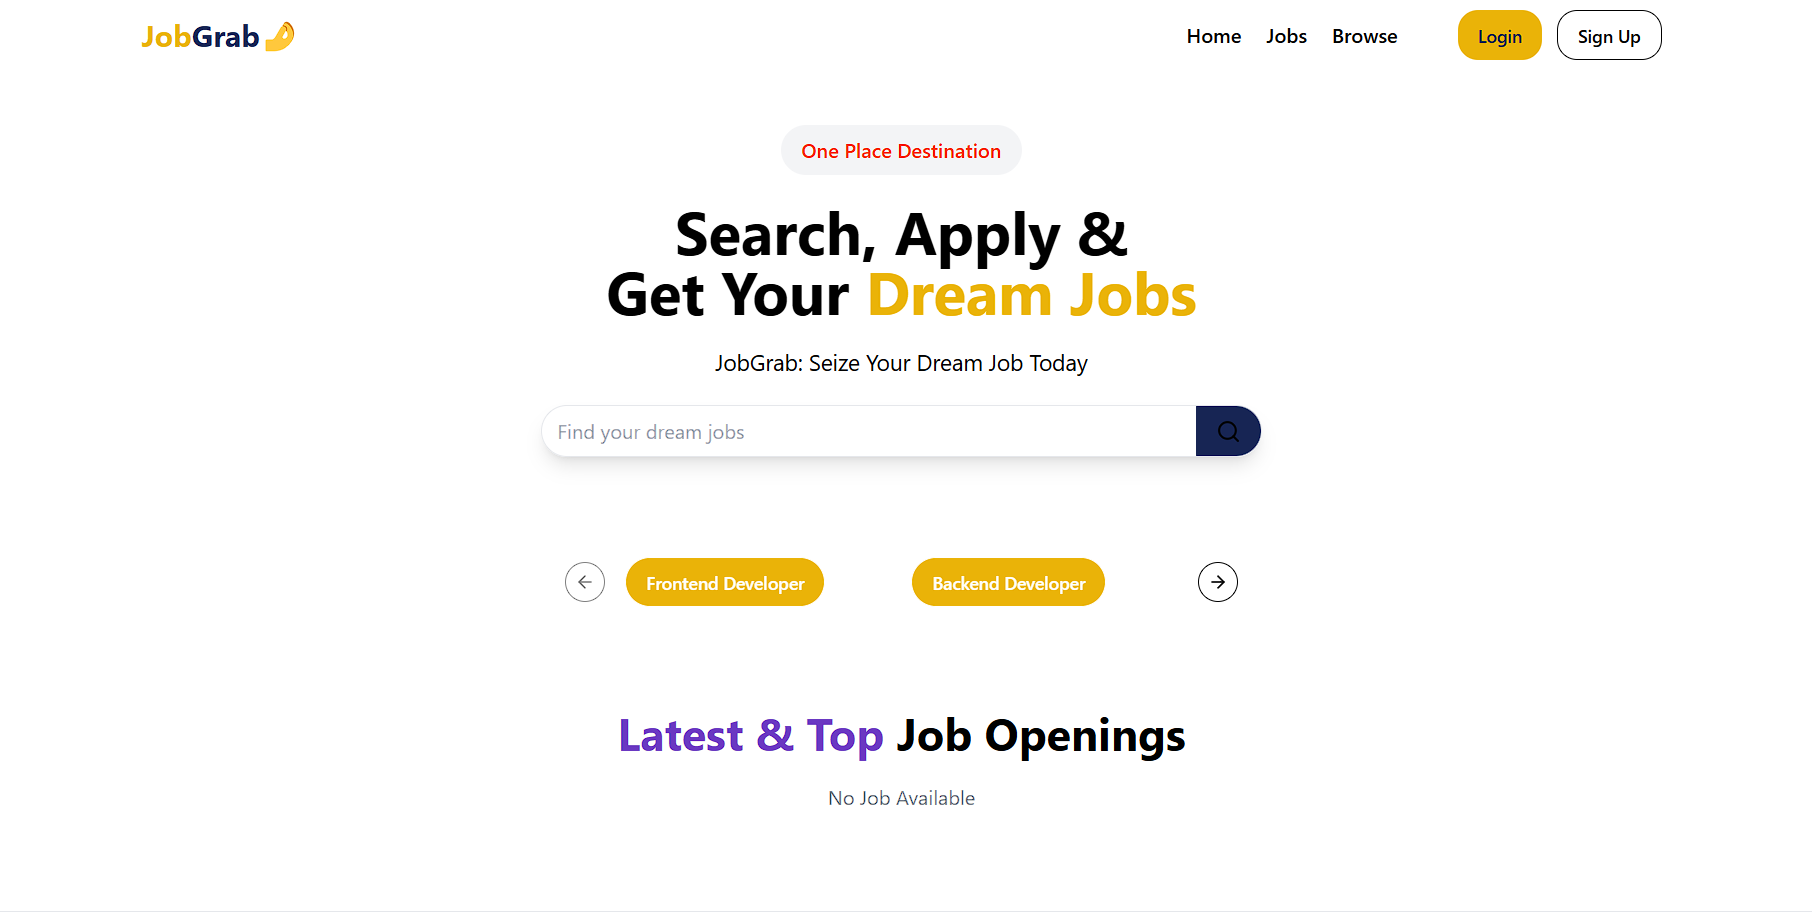 JobGrab
Home
Jobs
Browse
Login
Sign Up
One Place Destination
Search, Apply &
Get Your Dream Jobs
JobGrab: Seize Your Dream Job Today
Find your dream jobs
Frontend Developer
Backend Developer
Latest & Top Job Openings
No Job Available